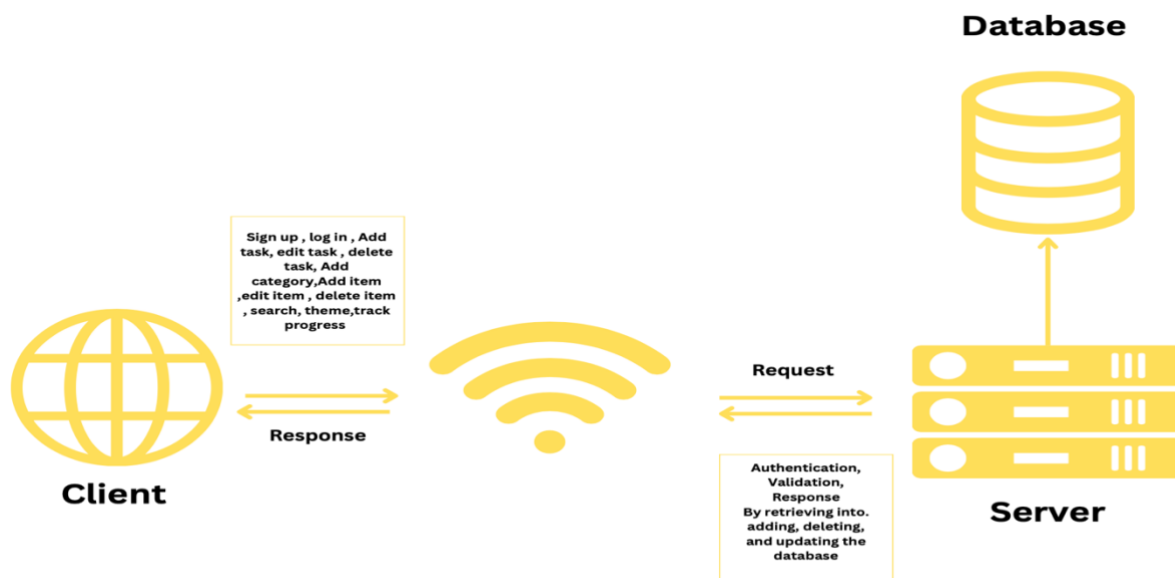 Database
Sign up , log in , Add
task, edit task , delete
task, Add
category,Add item
,edit item , delete item
, search, theme,track
progress
Request
Response
Client
Authentication,
Validation,
Response
By retrieving into.
adding, deleting,
and updating the
database
Server